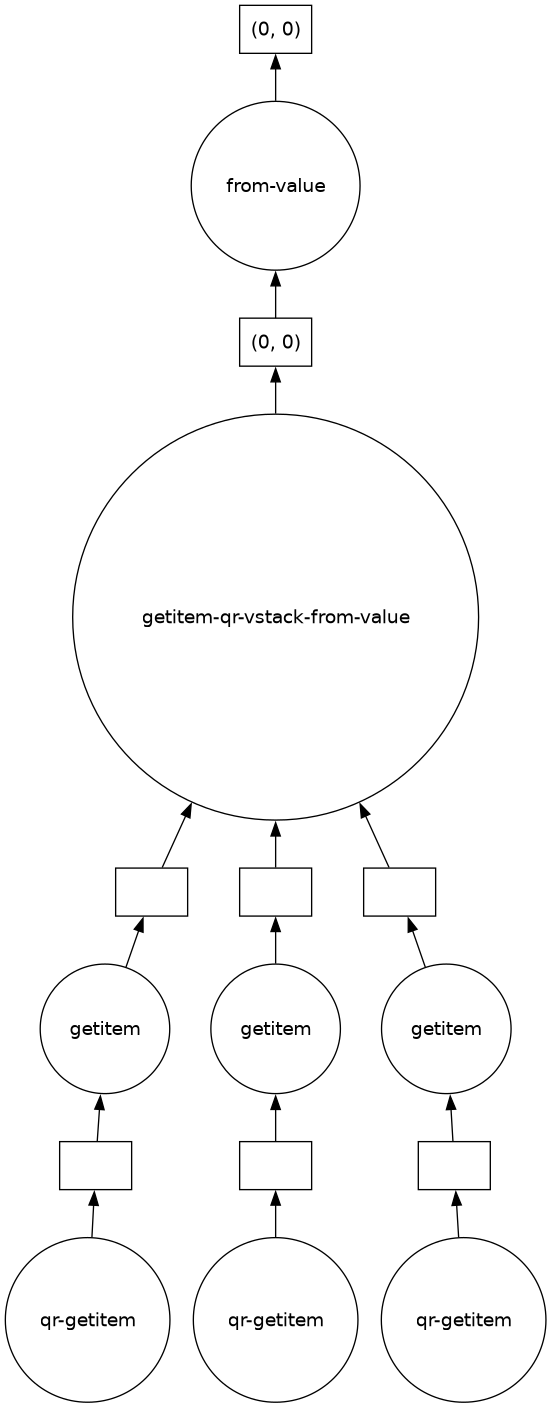 (0, 0)
from-value
(0, 0)
getitem-qr-vstack-from-value
getitem
getitem
getitem
qr-getitem
qr-getitem
qr-getitem